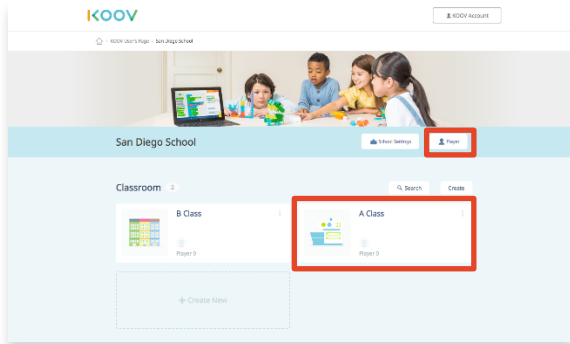 KOOV
KOOV Account
KOOV User's Page - San Diego School
San Diego School
School Settings
Player
Classroom 2
Search
Create
B Class
Player 0
A Class
Player 0
+ Create New